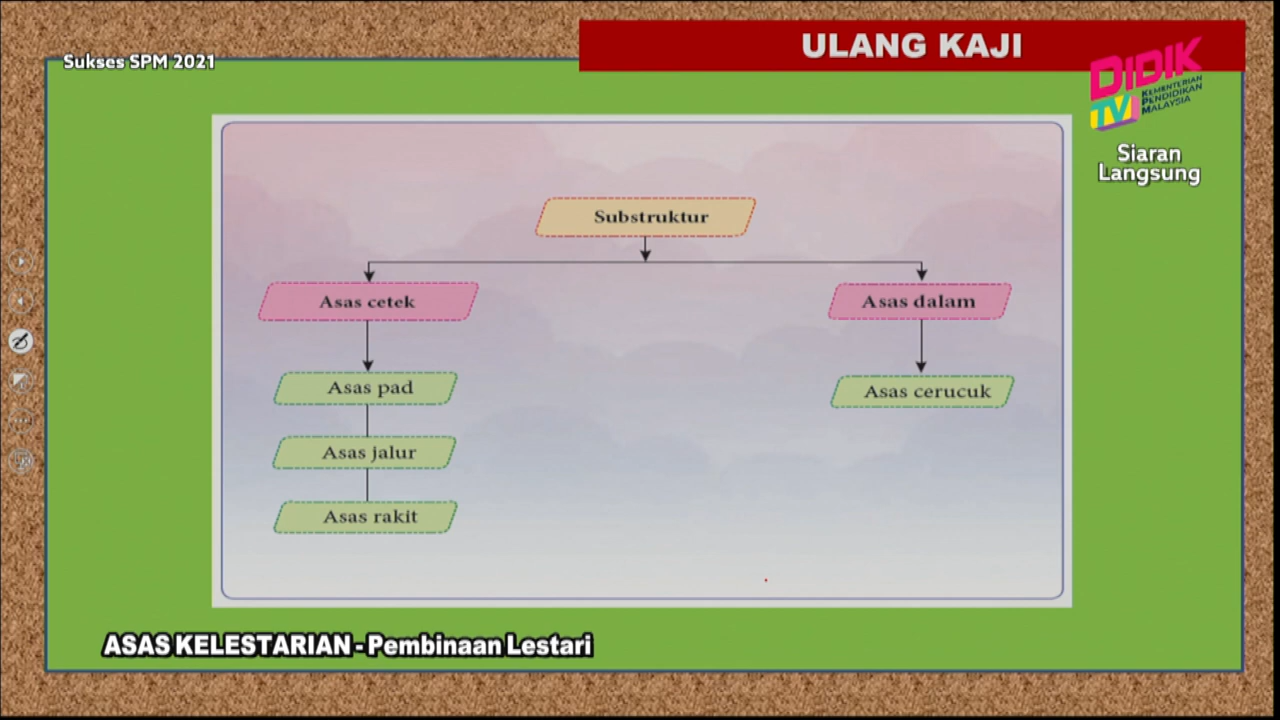 ULANG KAJI
Sukses SPM 2021
DIDIK
TV
KEMENTERIAN
PENDIDIKAN
MALAYSIA
Siaran
Langsung
Substruktur
Asas cetek
Asas dalam
Asas pad
Asas cerucuk
Asas jalur
Asas rakit
ASAS KELESTARIAN - Pembinaan Lestari